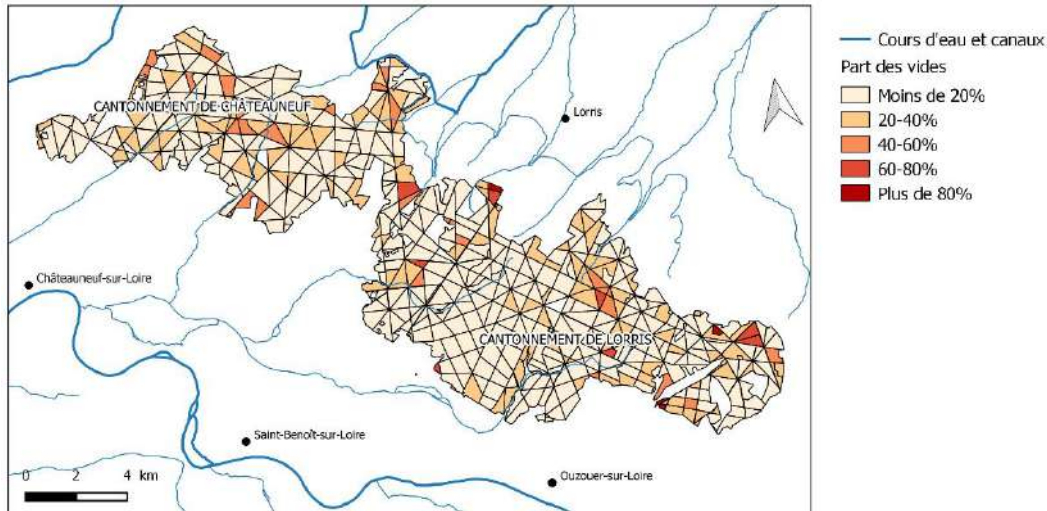 Cours d'eau et canaux
Part des vides
Moins de 20%
20-40%
40-60%
60-80%
Plus de 80%
CANTONNEMENT DE CHÂTEAUNEUF
Lorris
Châteauneuf-sur-Loire
CANTONNEMENT DE LORRIS
Saint-Benoît-sur-Loire
Ouzouer-sur-Loire
0 2 4 km